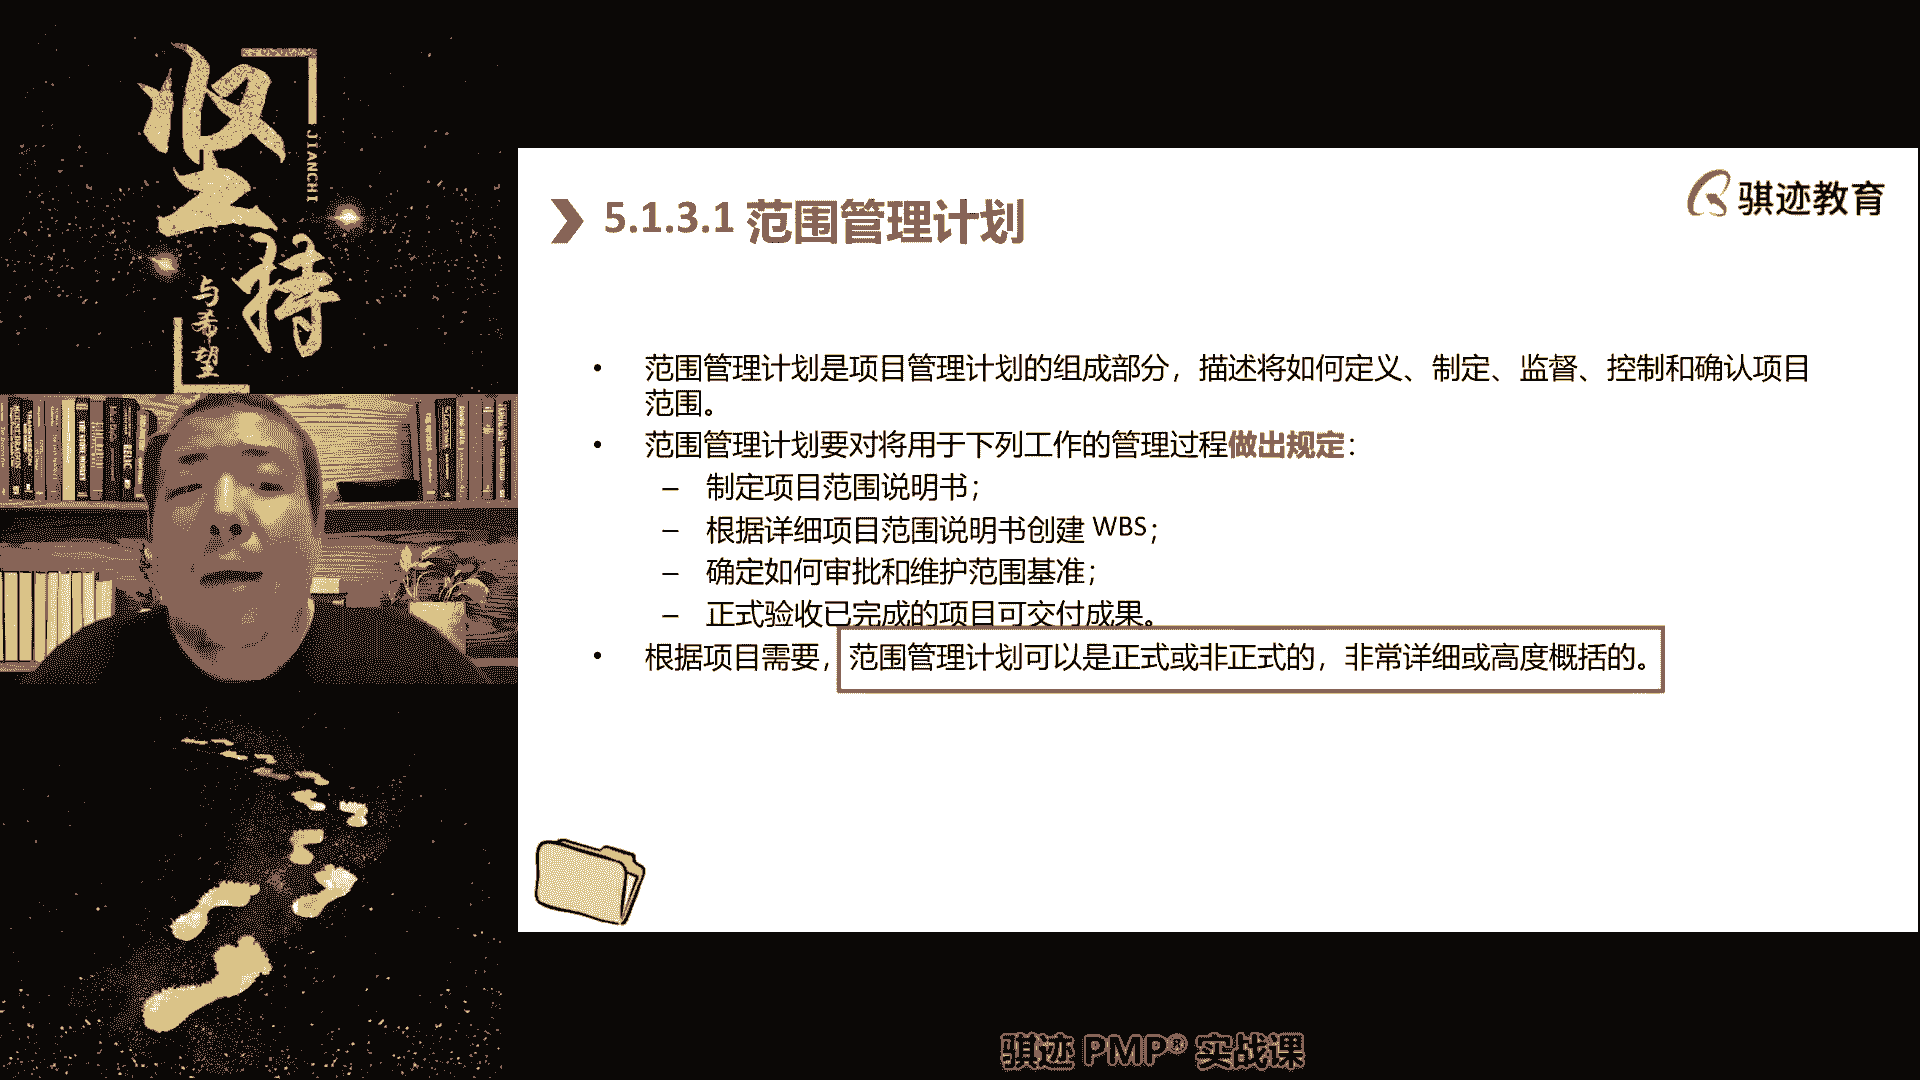 坚持
JIANCHI
与希望
骐迹教育
5.1.3.1 范围管理计划
• 范围管理计划是项目管理计划的组成部分，描述将如何定义、制定、监督、控制和确认项目
范围。
• 范围管理计划要对将用于下列工作的管理过程做出规定：
– 制定项目范围说明书；
– 根据详细项目范围说明书创建 WBS；
– 确定如何审批和维护范围基准；
– 正式验收已完成的项目可交付成果。
• 根据项目需要，范围管理计划可以是正式或非正式的，非常详细或高度概括的。
骐迹 PMP® 实战课